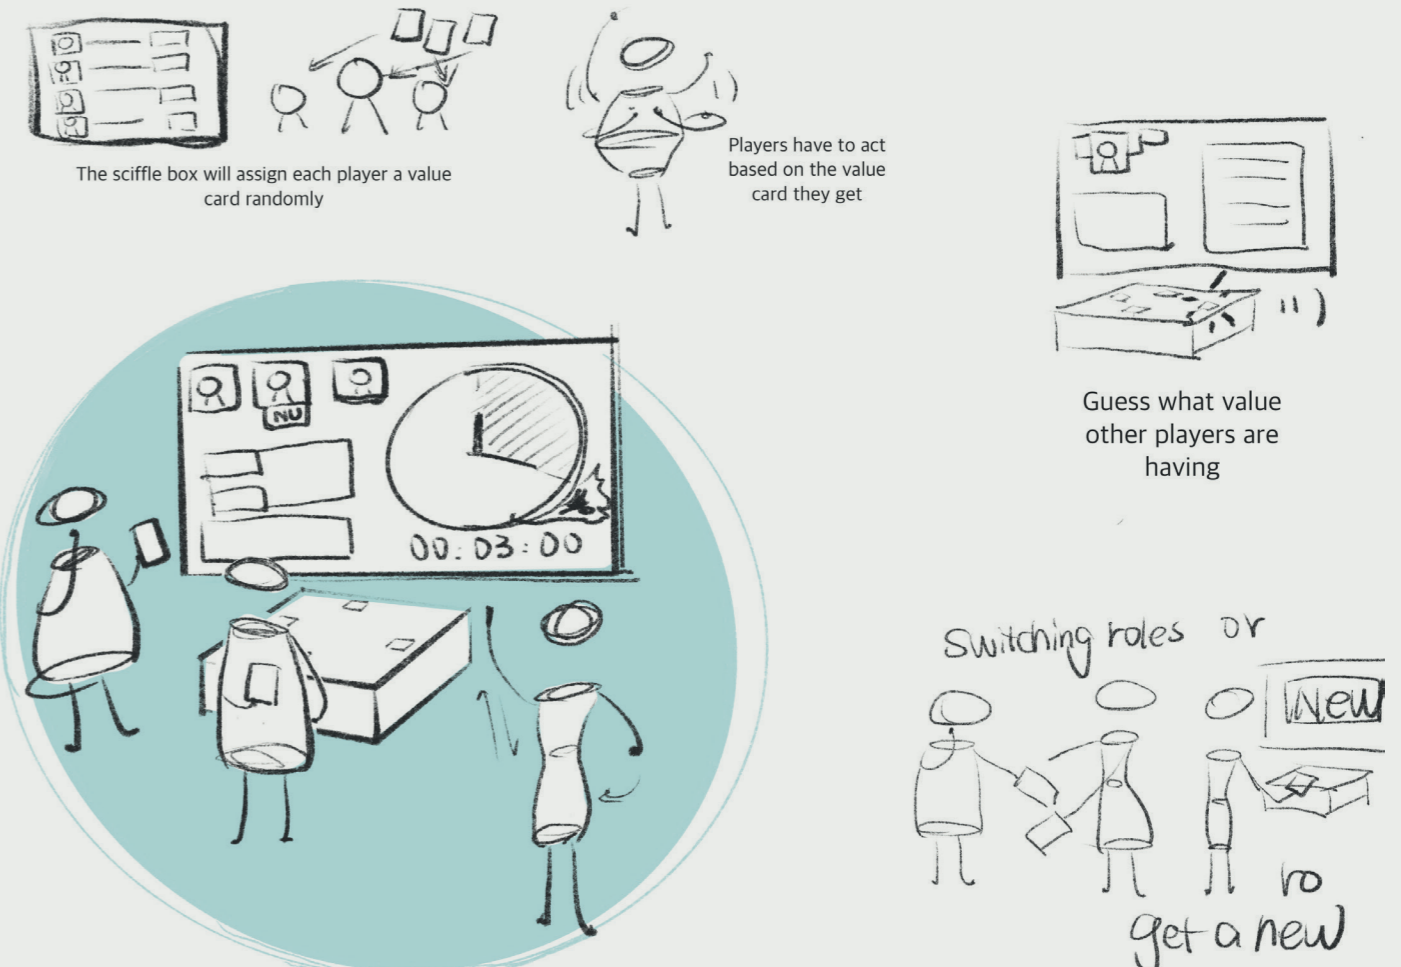 The sciffle box will assign each player a value
card randomly
Players have to act
based on the value
card they get
NU
00:03:00
Guess what value
other players are
having
Switching roles or
New
ro
get a new